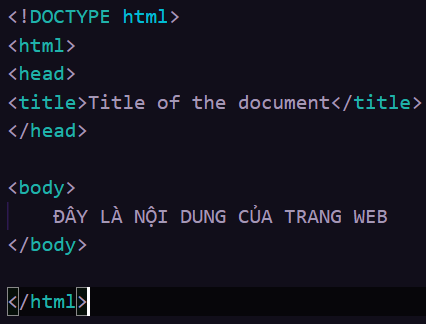 <!DOCTYPE html>
<html>
<head>
<title>Title of the document</title>
</head>
<body>
ĐÂY LÀ NỘI DUNG CỦA TRANG WEB
</body>
</html>